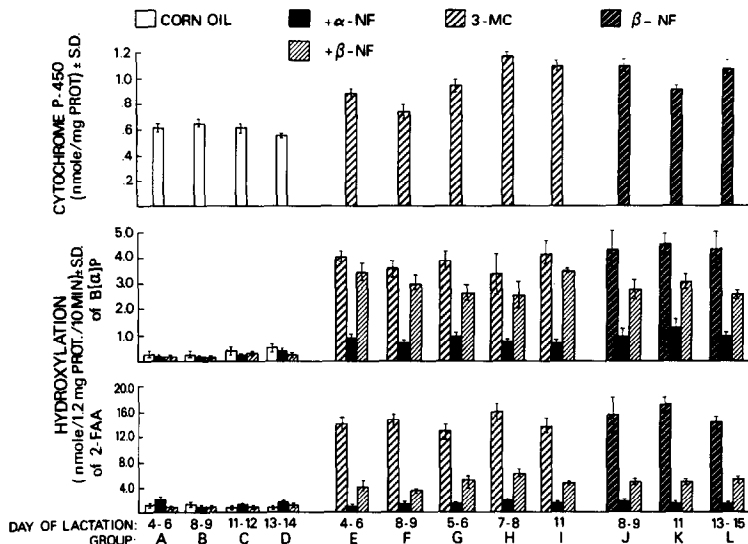 CORN OIL +α-NF 3-MC β-NF
+β-NF
CYTOCHROME P-450
(nmole/mg PROT) ± S.D.
1.2
1.0
.8
.6
.4
.2
HYDROXYLATION
(nmole/1.2 mg PROT./10 MIN)±S.D.
of B[α]P
5.0
4.0
3.0
2.0
1.0
of 2-FAA
20.0
16.0
12.0
8.0
4.0
DAY OF LACTATION: 4-6 8-9 11-12 13-14 4-6 8-9 5-6 7-8 11 8-9 11 13-15
GROUP: A B C D E F G H I J K L